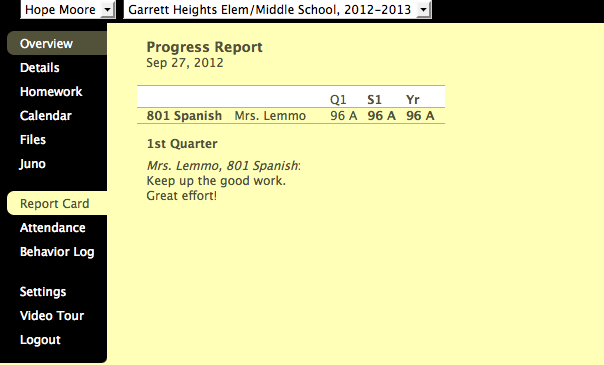 Hope Moore Garrett Heights Elem/Middle School, 2012-2013
Overview
Details
Homework
Calendar
Files
Juno
Report Card
Attendance
Behavior Log
Settings
Video Tour
Logout
Progress Report
Sep 27, 2012
Q1 S1 Yr
801 Spanish Mrs. Lemmo 96 A 96 A 96 A
1st Quarter
Mrs. Lemmo, 801 Spanish:
Keep up the good work.
Great effort!